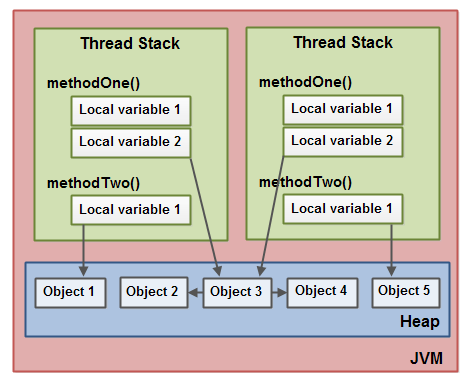 Thread Stack
methodOne()
Local variable 1
Local variable 2
methodTwo()
Local variable 1
Thread Stack
methodOne()
Local variable 1
Local variable 2
methodTwo()
Local variable 1
Object 1
Object 2
Object 3
Object 4
Object 5
Heap
JVM